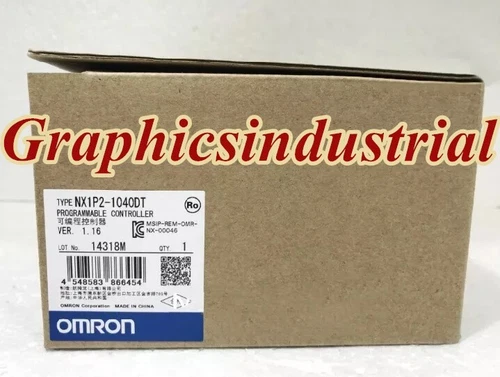 Graphicsindustrial
TYPE NX1P2-1040DT
PROGRAMMABLE CONTROLLER
可编程控制器
VER. 1.16
Ro
MSIP-REM-OMR-
NX-00046
LOT No. 14318M QTY 1
4 548583 866454
OMRON Corporation MADE IN CHINA
OMRON